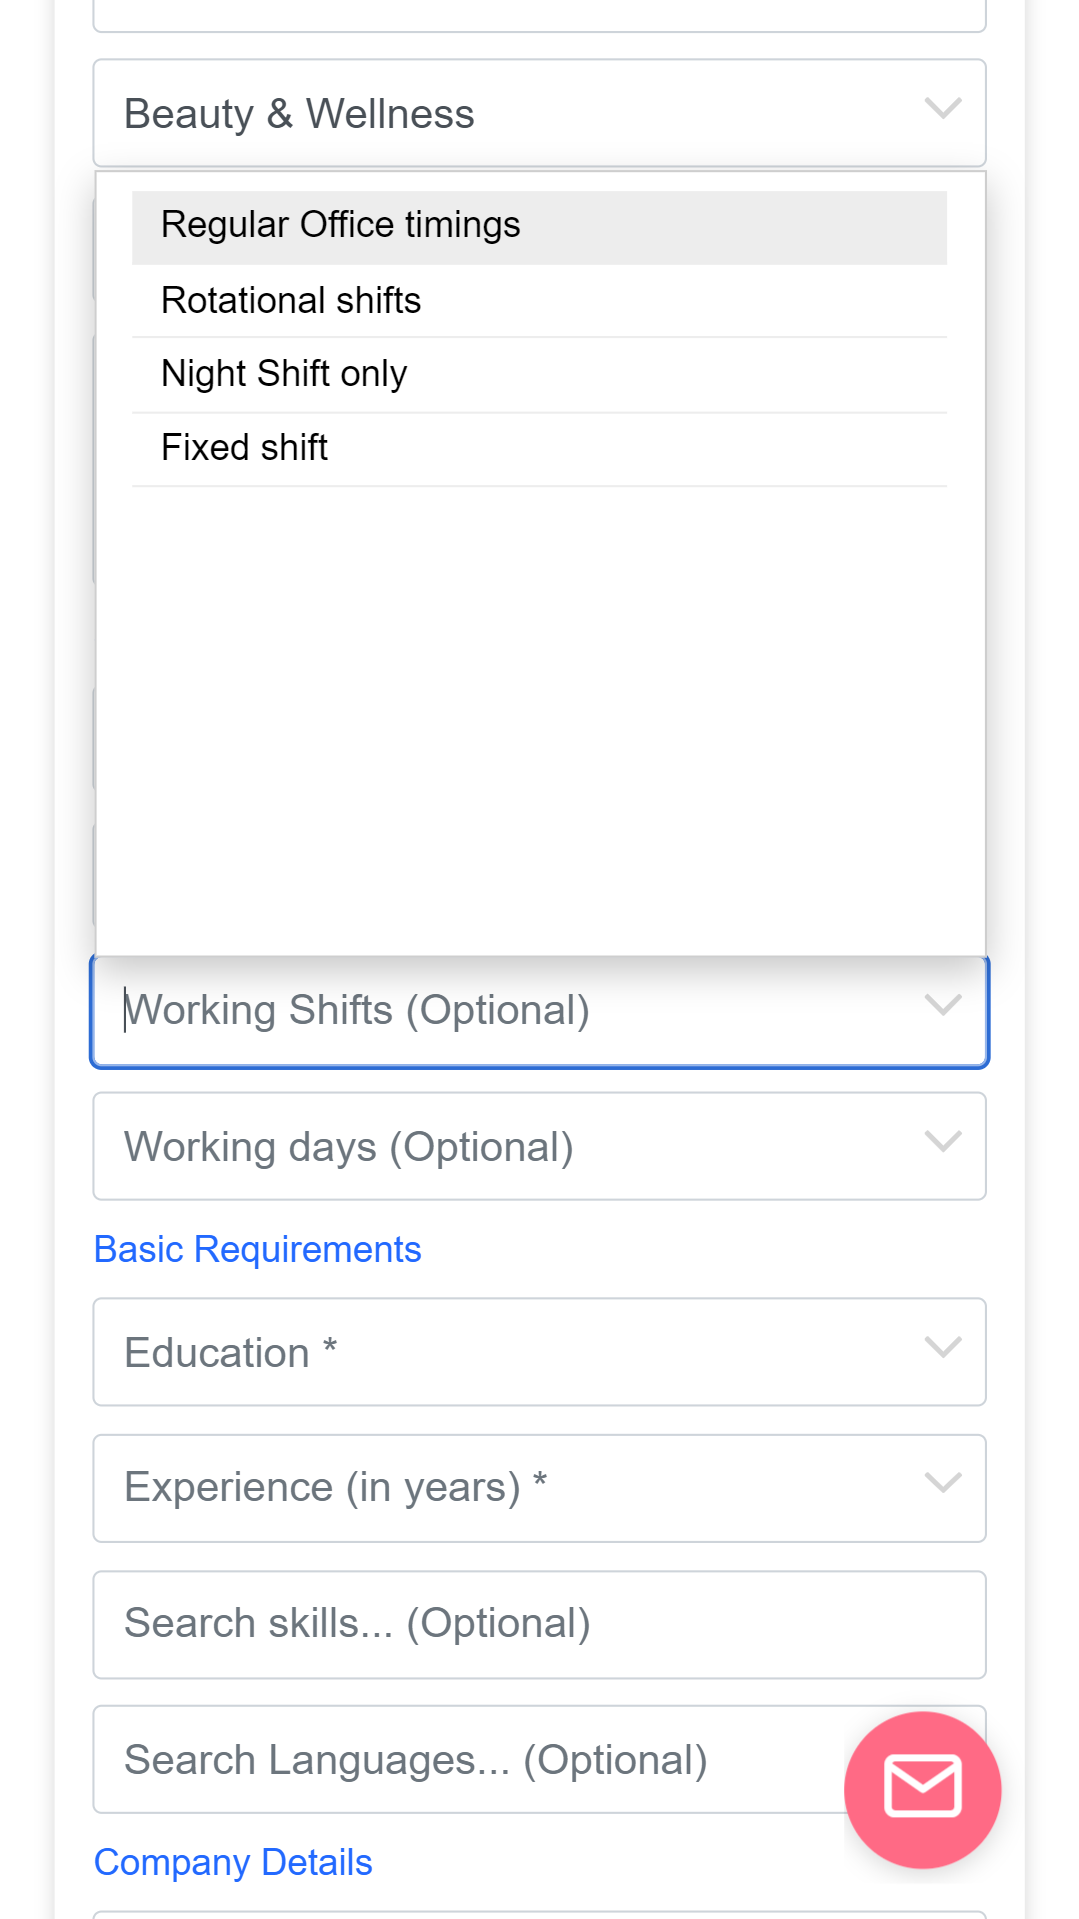 Beauty & Wellness
Regular Office timings
Rotational shifts
Night Shift only
Fixed shift
Working Shifts (Optional)
Working days (Optional)
Basic Requirements
Education *
Experience (in years) *
Search skills... (Optional)
Search Languages... (Optional)
Company Details